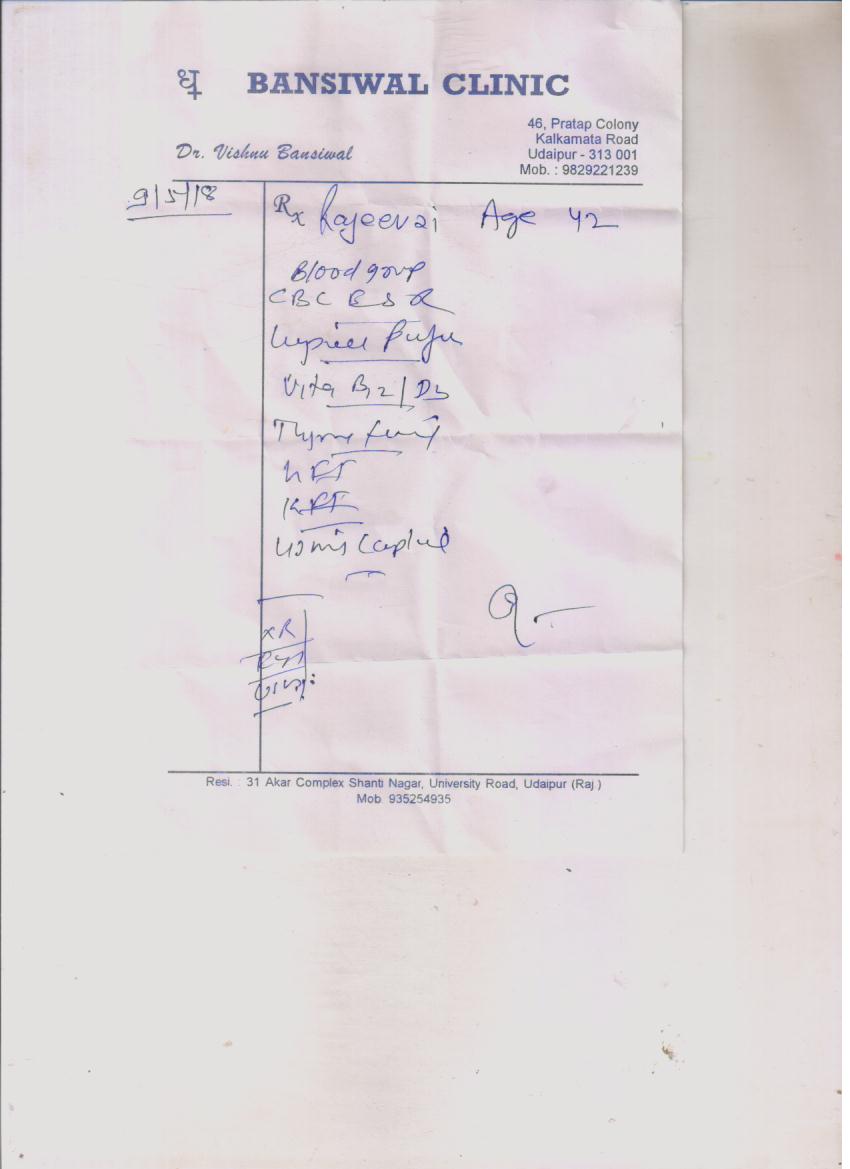 ध्
BANSIWAL CLINIC
46, Pratap Colony
Kalkamata Road
Udaipur - 313 001
Mob. : 9829221239
Dr. Vishnu Bansiwal
9/5/18
Rx Rajeevai Age 42
Blood group
CBC ESR
Vita B12/D3
LFT
KFT
XR
Resi. : 31 Akar Complex Shanti Nagar, University Road, Udaipur (Raj.)
Mob. 935254935